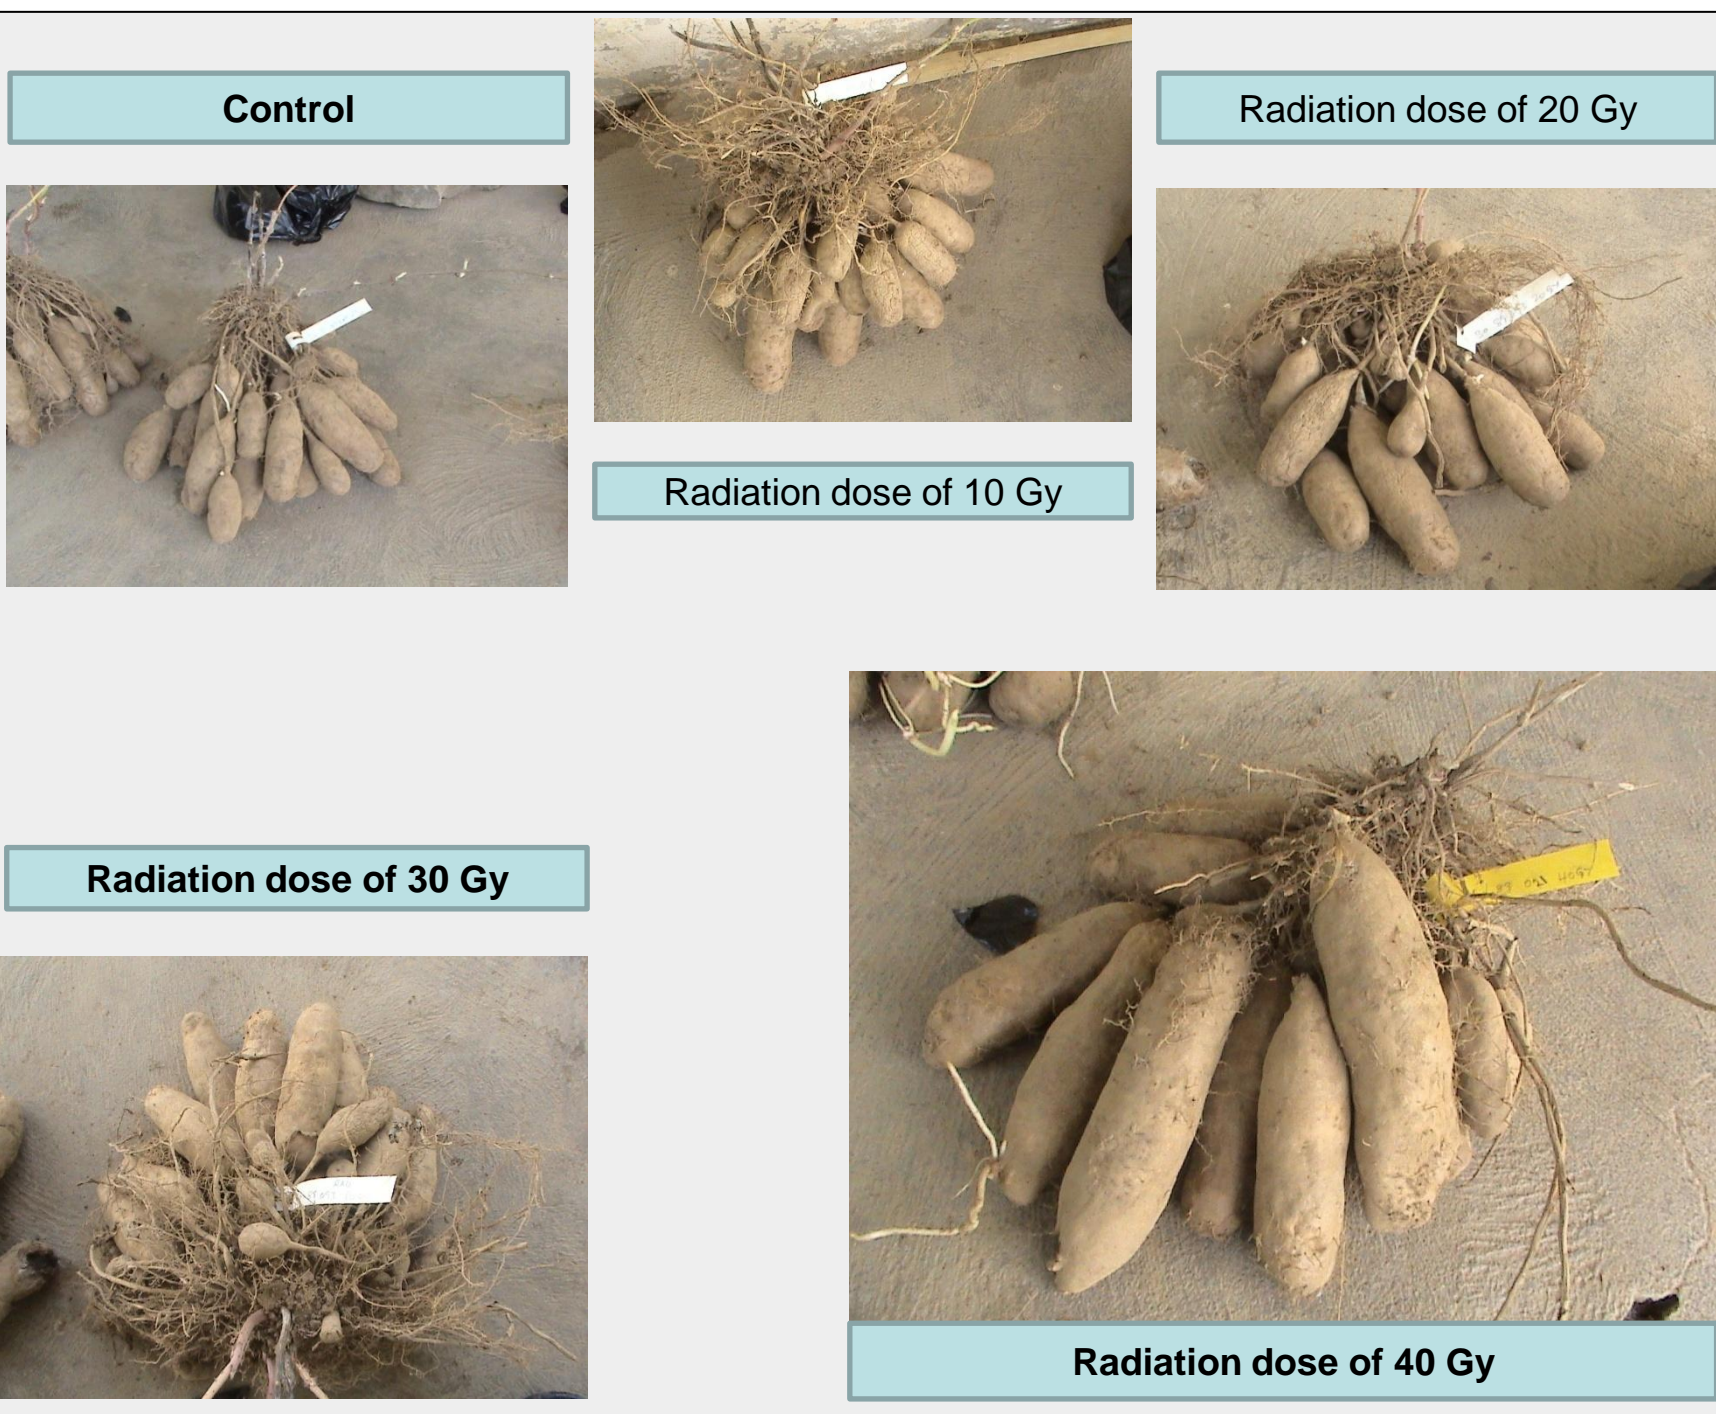 Control
Radiation dose of 10 Gy
Radiation dose of 20 Gy
Radiation dose of 30 Gy
Radiation dose of 40 Gy